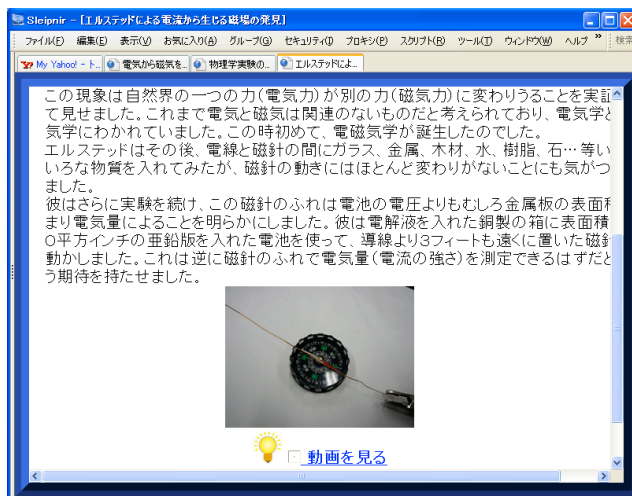 Sleipnir - [エルステッドによる電流から生じる磁場の発見]
ファイル(F) 編集(E) 表示(V) お気に入り(A) グループ(G) セキュリティ(I) プロキシ(P) スクリプト(R) ツール(T) ウィンドウ(W) ヘルプ » 検索
My Yahoo! - ト.. 電気から磁気を.. 物理学実験の.. エルステッドによ..
この現象は自然界の一つの力(電気力)が別の力(磁気力)に変わりうることを実証
て見せました。これまで電気と磁気は関連のないものだと考えられており、電気学と
気学にわかれていました。この時初めて、電磁気学が誕生したのでした。
エルステッドはその後、電線と磁針の間にガラス、金属、木材、水、樹脂、石…等い
いろな物質を入れてみたが、磁針の動きにはほとんど変わりがないことにも気がつ
ました。
彼はさらに実験を続け、この磁針のふれは電池の電圧よりもむしろ金属板の表面積
まり電気量によることを明らかにしました。彼は電解液を入れた銅製の箱に表面積
0平方インチの亜鉛版を入れた電池を使って、導線より3フィートも遠くに置いた磁針
動かしました。これは逆に磁針のふれで電気量(電流の強さ)を測定できるはずだと
う期待を持たせました。
動画を見る